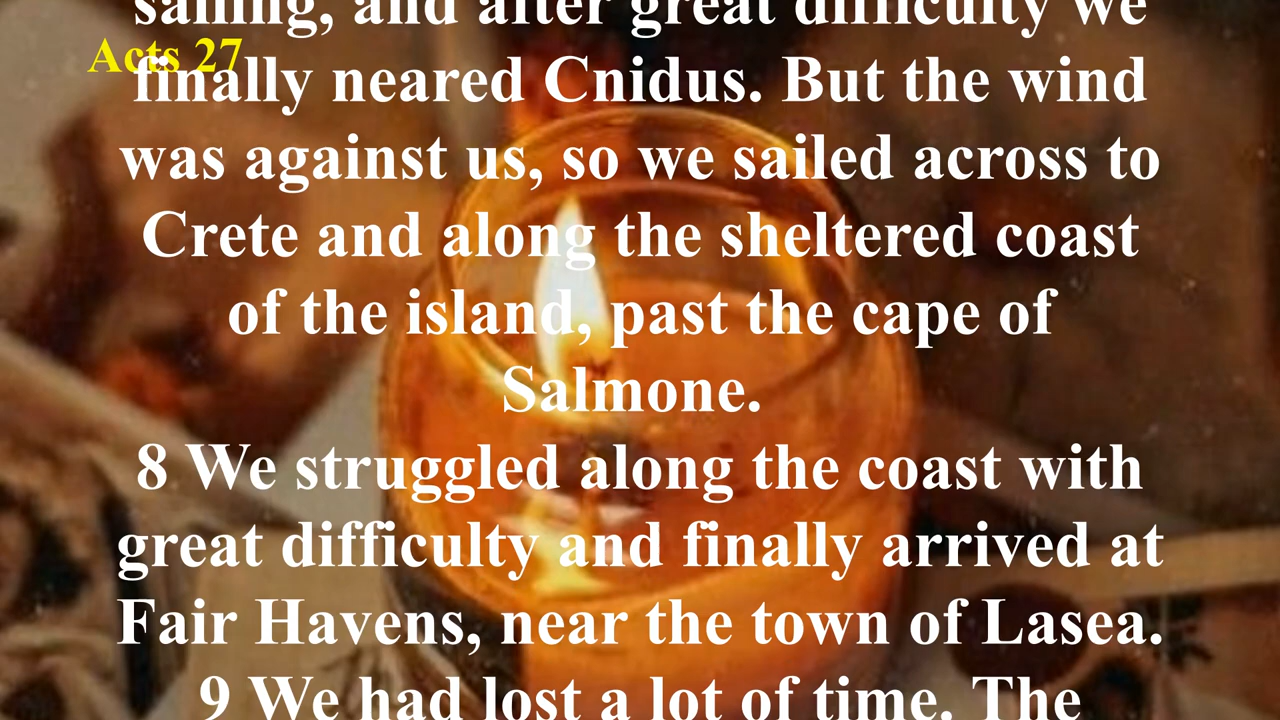 sailing, and after great difficulty we
Acts 27
finally neared Cnidus. But the wind
was against us, so we sailed across to
Crete and along the sheltered coast
of the island, past the cape of
Salmone.
8 We struggled along the coast with
great difficulty and finally arrived at
Fair Havens, near the town of Lasea.
9 We had lost a lot of time. The